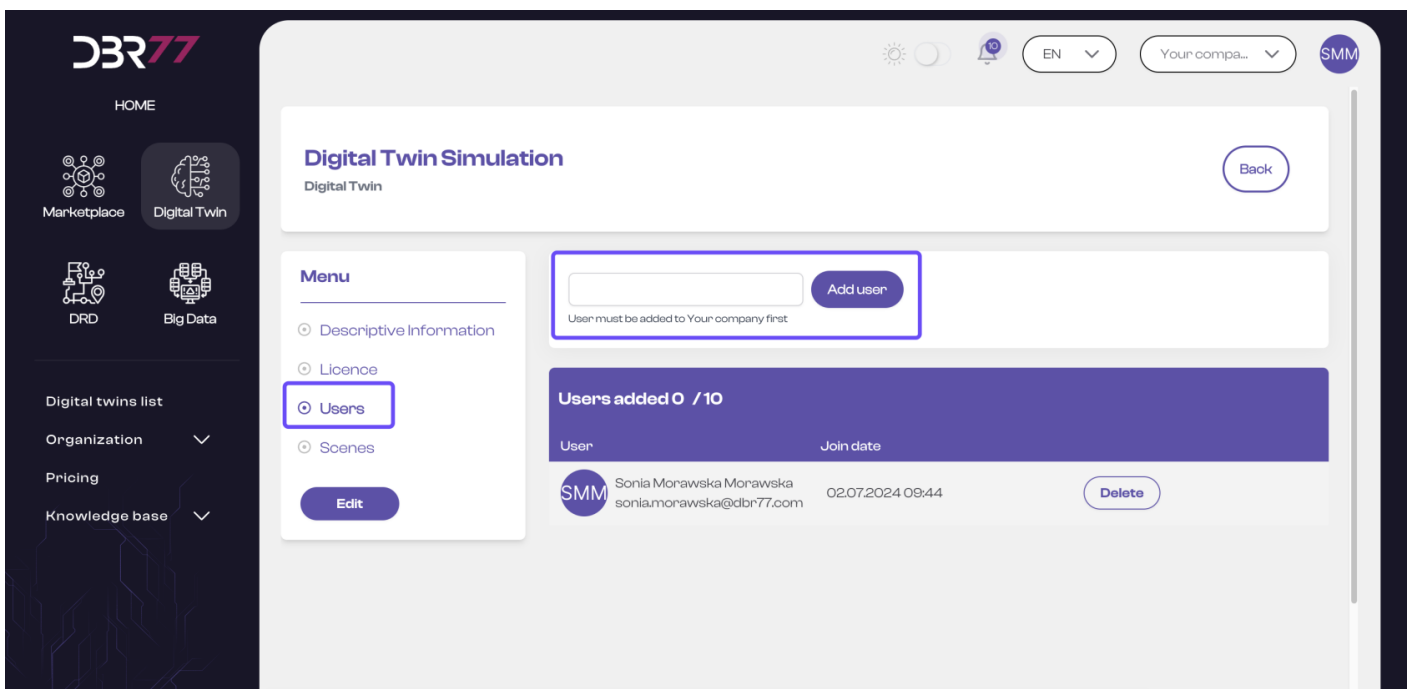 DBR77
HOME
Marketplace
Digital Twin
DRD
Big Data
Digital twins list
Organization
Pricing
Knowledge base
10
EN
Your compa...
SMM
Digital Twin Simulation
Digital Twin
Back
Menu
Descriptive Information
Licence
Users
Scenes
Edit
Add user
User must be added to Your company first
Users added 0 / 10
User Join date
SMM
Sonia Morawska Morawska
sonia.morawska@dbr77.com
02.07.2024 09:44
Delete